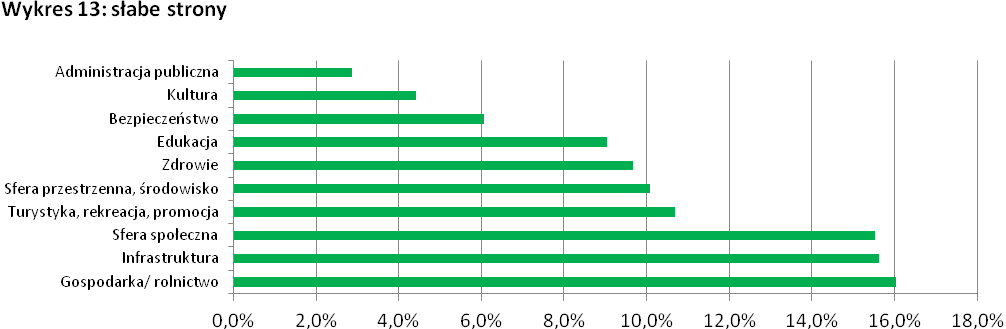 Wykres 13: słabe strony
Administracja publiczna
Kultura
Bezpieczeństwo
Edukacja
Zdrowie
Sfera przestrzenna, środowisko
Turystyka, rekreacja, promocja
Sfera społeczna
Infrastruktura
Gospodarka/ rolnictwo
0,0% 2,0% 4,0% 6,0% 8,0% 10,0% 12,0% 14,0% 16,0% 18,0%